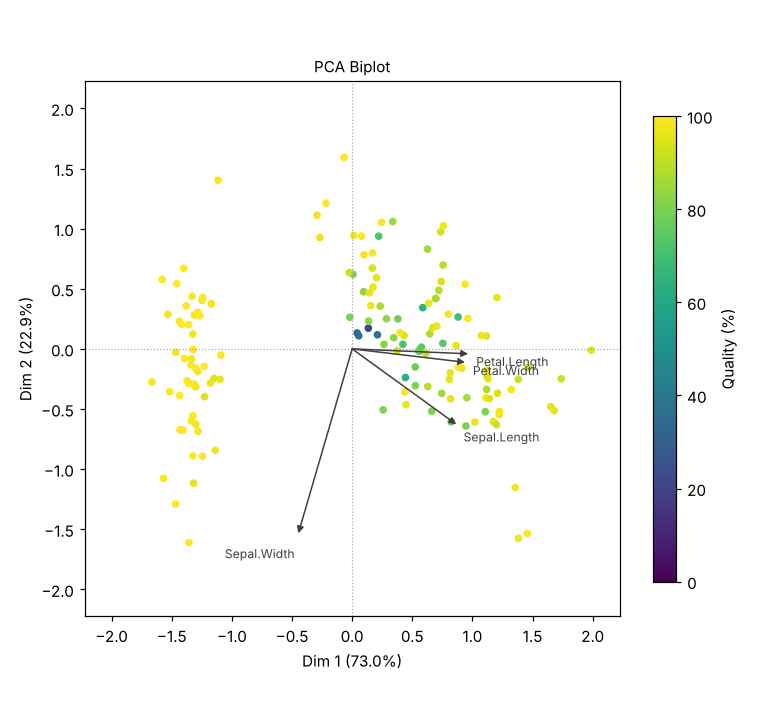 PCA Biplot
2.0
1.5
1.0
0.5
0.0
−0.5
−1.0
−1.5
−2.0
Dim 2 (22.9%)
Petal.Length
Petal.Width
Sepal.Length
Sepal.Width
−2.0 −1.5 −1.0 −0.5 0.0 0.5 1.0 1.5 2.0
Dim 1 (73.0%)
100
80
60
40
20
0
Quality (%)